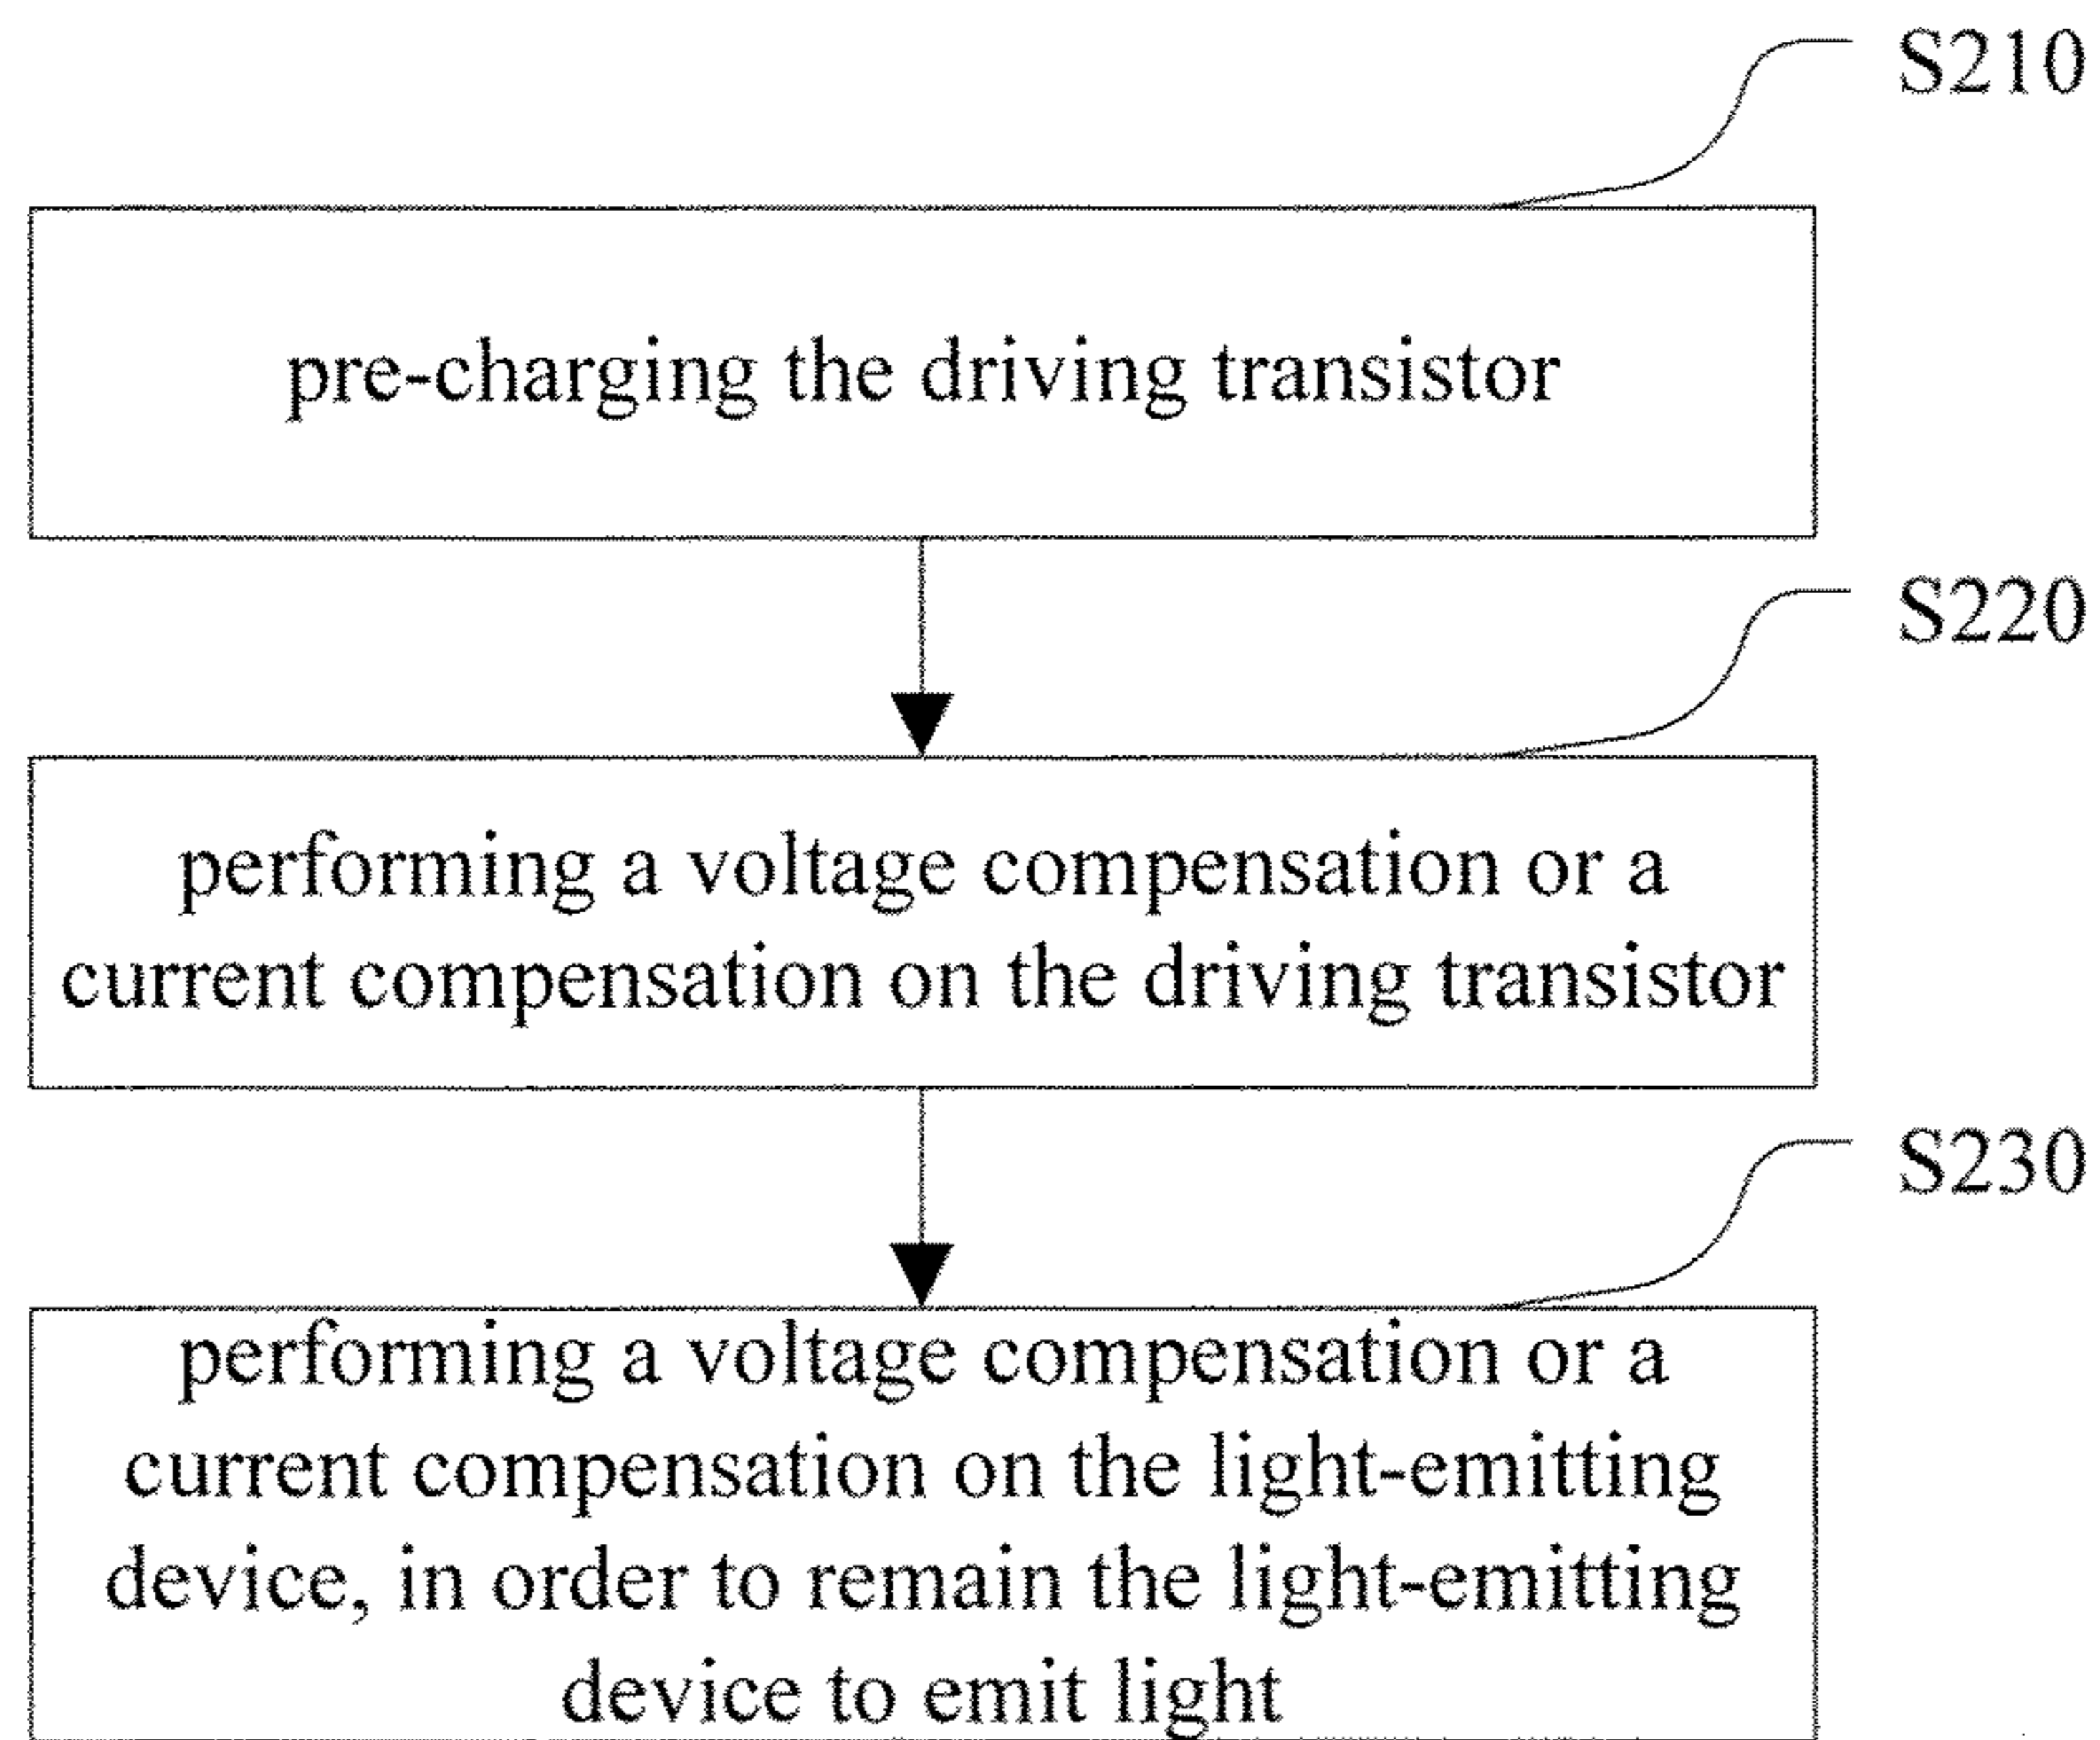 S210
pre-charging the driving transistor
S220
performing a voltage compensation or a
current compensation on the driving transistor
S230
performing a voltage compensation or a
current compensation on the light-emitting
device, in order to remain the light-emitting
device to emit light